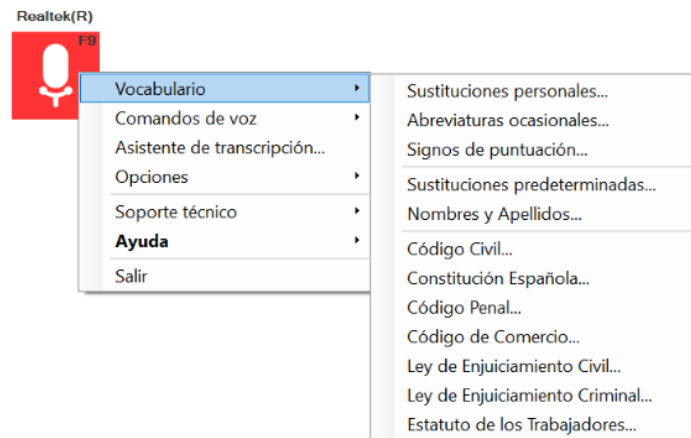 Realtek(R)
F9
Vocabulario
Comandos de voz
Asistente de transcripción...
Opciones
Soporte técnico
Ayuda
Salir
Sustituciones personales...
Abreviaturas ocasionales...
Signos de puntuación...
Sustituciones predeterminadas...
Nombres y Apellidos...
Código Civil...
Constitución Española...
Código Penal...
Código de Comercio...
Ley de Enjuiciamiento Civil...
Ley de Enjuiciamiento Criminal...
Estatuto de los Trabajadores...